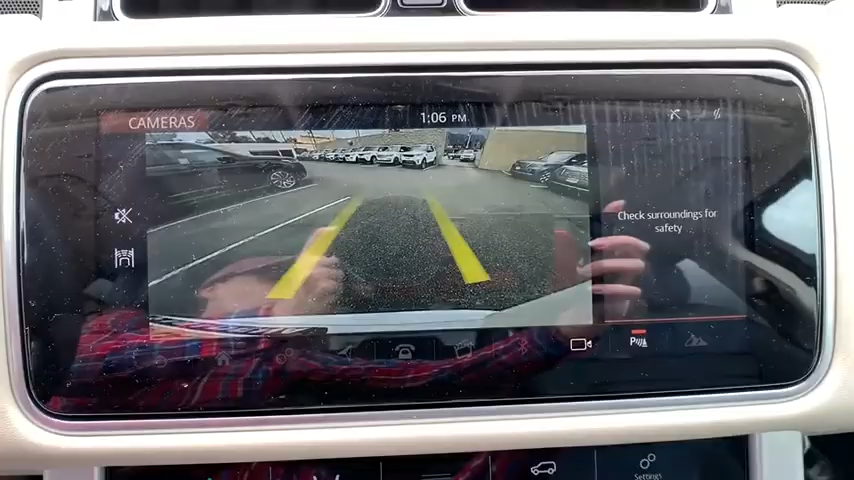 CAMERAS
1:06 PM
Check surroundings for
safety
P
Settings